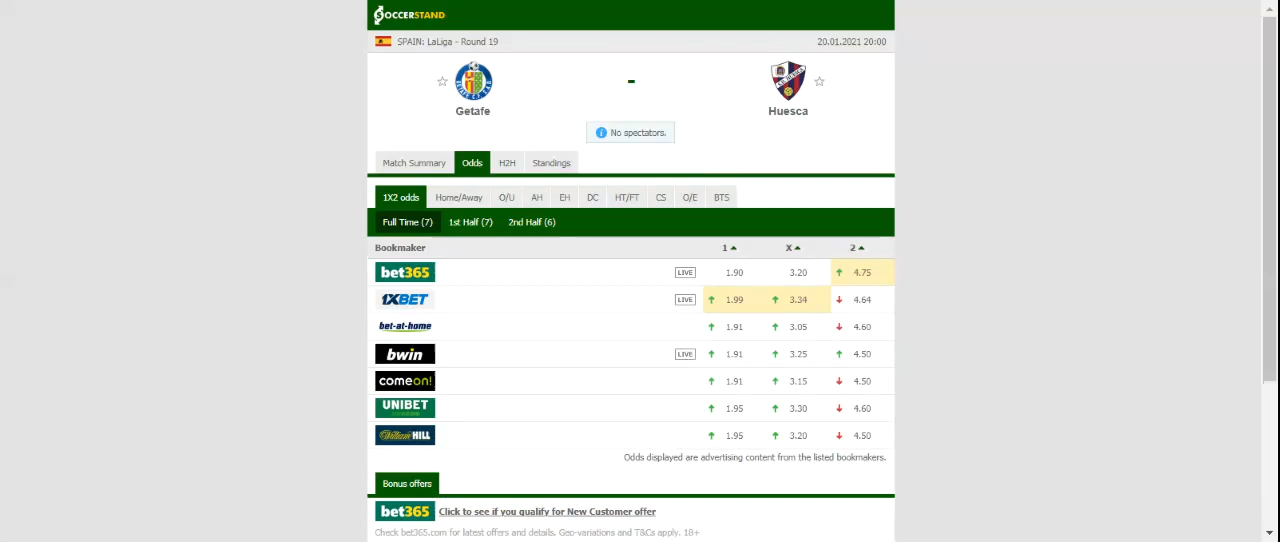 SOCCERSTAND
SPAIN: LaLiga - Round 19 20.01.2021 20:00
-
Getafe Huesca
No spectators.
Match Summary Odds H2H Standings
1X2 odds Home/Away O/U AH EH DC HT/FT CS O/E BTS
Full Time (7) 1st Half (7) 2nd Half (6)
Bookmaker 1 X 2
bet365 LIVE 1.90 3.20 4.75
1XBET LIVE 1.99 3.34 4.64
bet-at-home 1.91 3.05 4.60
bwin LIVE 1.91 3.25 4.50
comeon! 1.91 3.15 4.50
UNIBET 1.95 3.30 4.60
William HILL 1.95 3.20 4.50
Odds displayed are advertising content from the listed bookmakers.
Bonus offers
bet365 Click to see if you qualify for New Customer offer
Check bet365.com for latest offers and details. Geo-variations and T&Cs apply. 18+